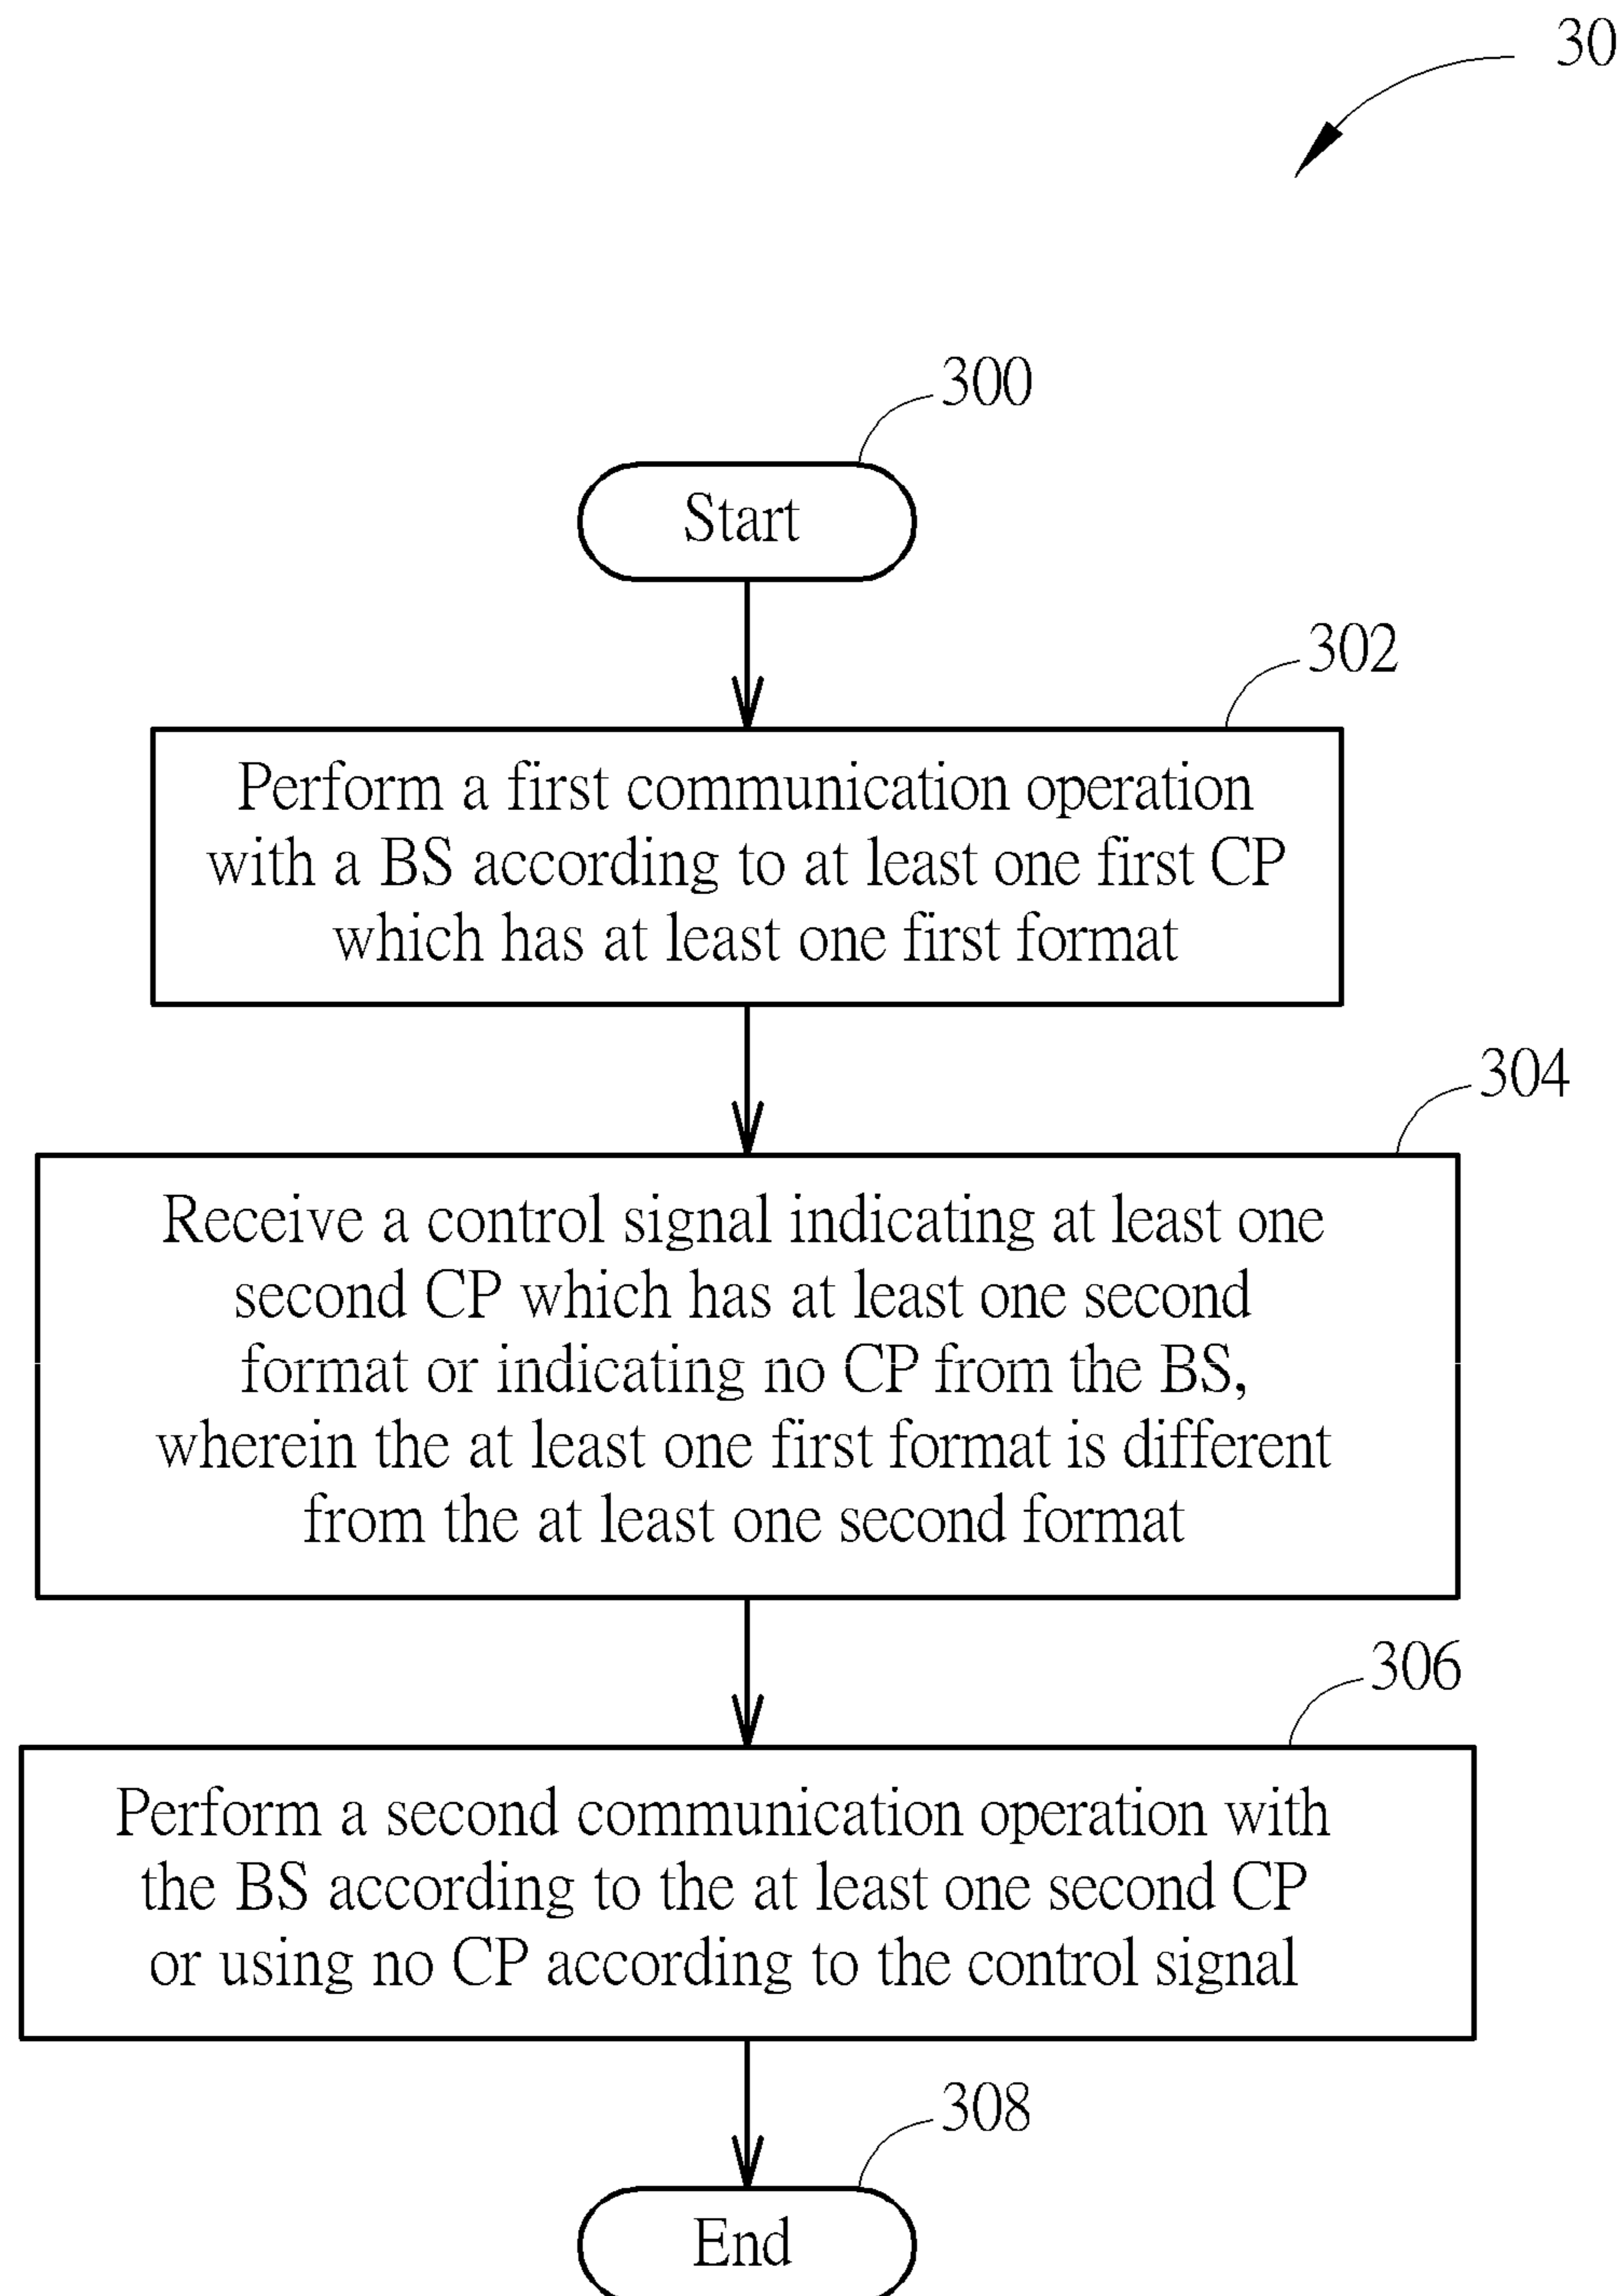 30
300
Start
302
Perform a first communication operation
with a BS according to at least one first CP
which has at least one first format
304
Receive a control signal indicating at least one
second CP which has at least one second
format or indicating no CP from the BS,
wherein the at least one first format is different
from the at least one second format
306
Perform a second communication operation with
the BS according to the at least one second CP
or using no CP according to the control signal
308
End